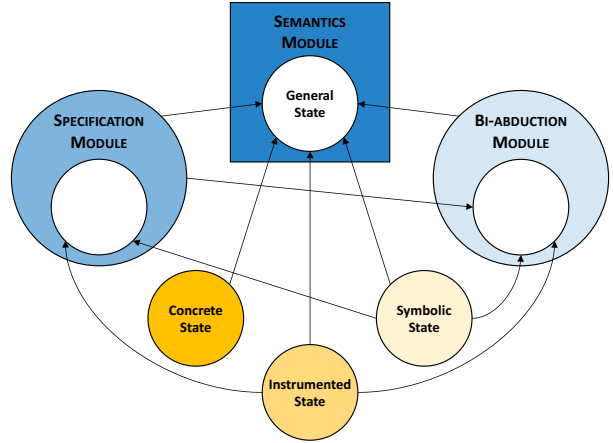 SEMANTICS
MODULE
General
State
SPECIFICATION
MODULE
BI-ABDUCTION
MODULE
Concrete
State
Symbolic
State
Instrumented
State